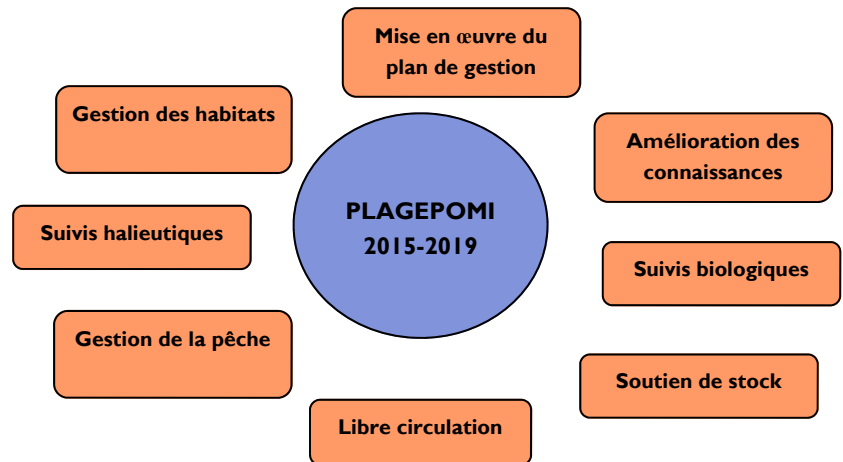 Mise en œuvre du
plan de gestion
Gestion des habitats
Amélioration des
connaissances
PLAGEPOMI
2015-2019
Suivis halieutiques
Suivis biologiques
Gestion de la pêche
Soutien de stock
Libre circulation